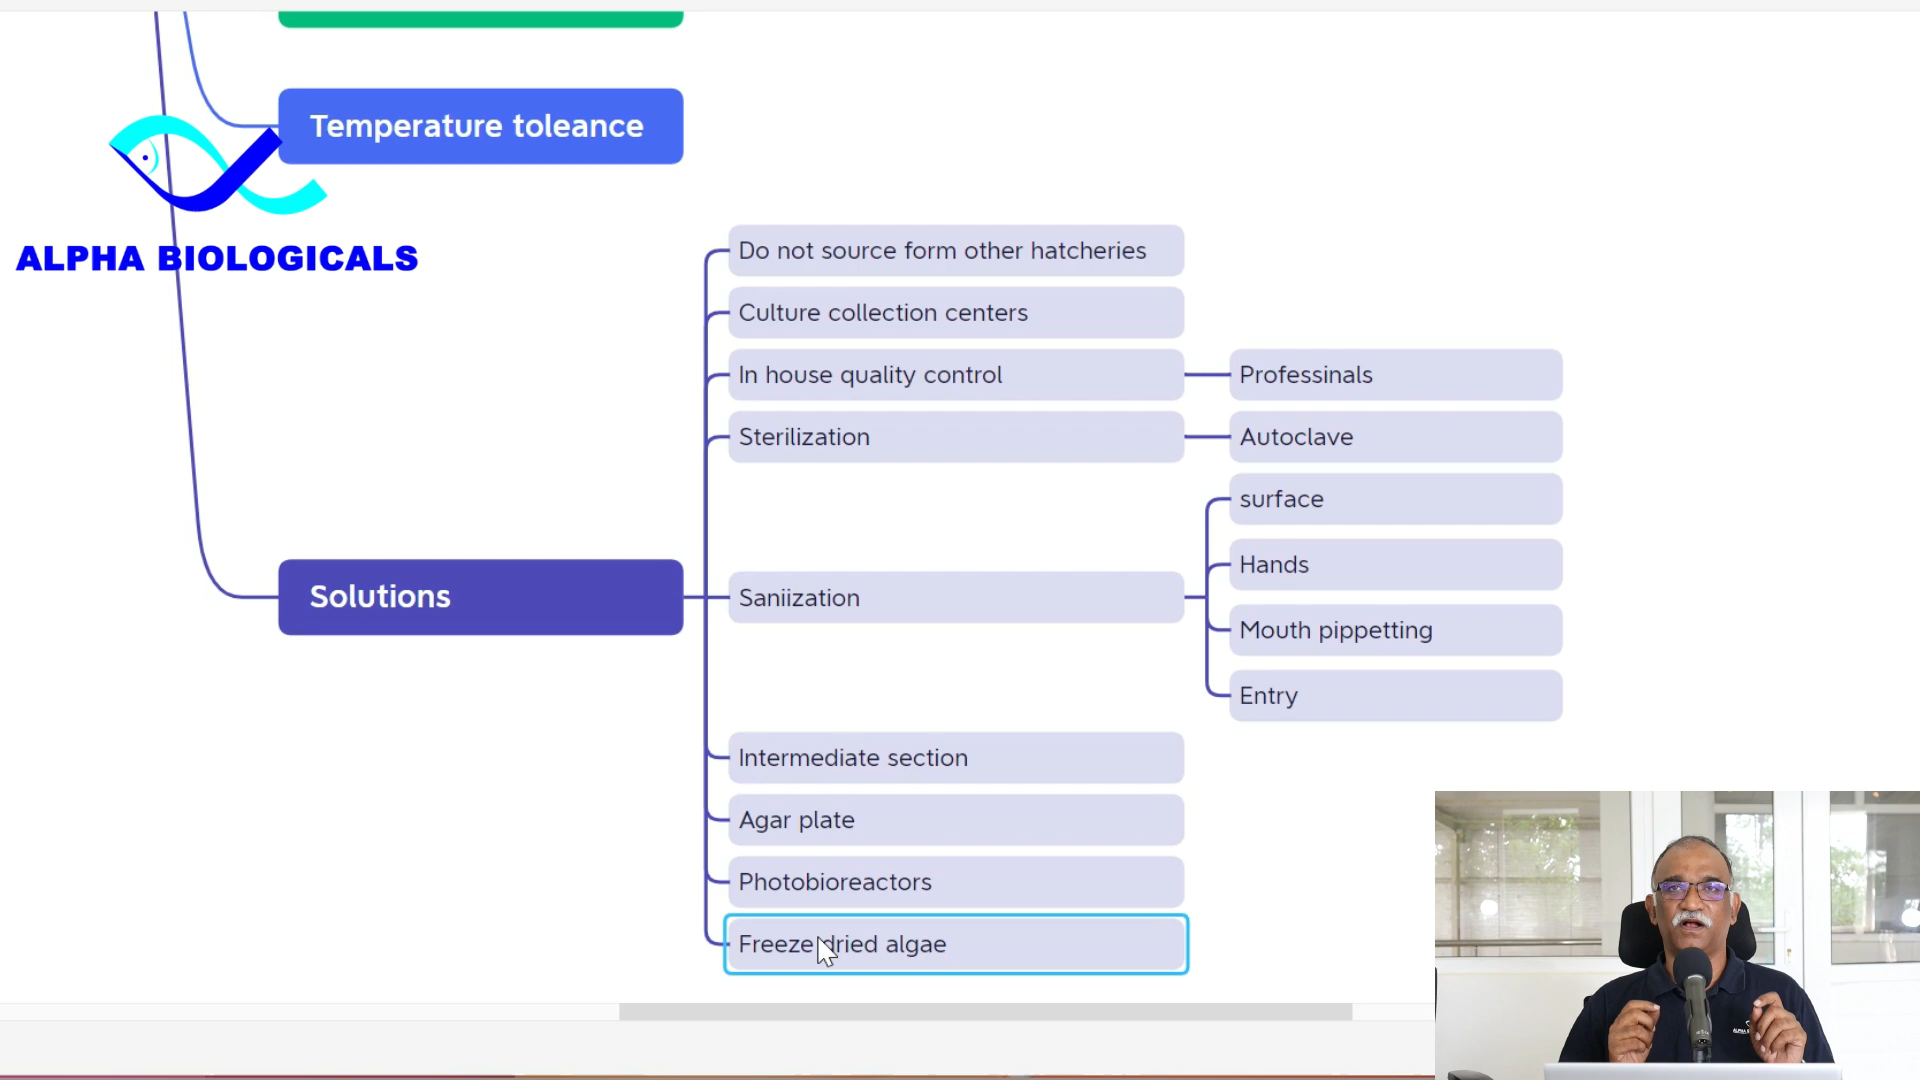 Temperature toleance
ALPHA BIOLOGICALS
Do not source form other hatcheries
Culture collection centers
In house quality control
Professinals
Sterilization
Autoclave
surface
Hands
Solutions
Saniization
Mouth pippetting
Entry
Intermediate section
Agar plate
Photobioreactors
Freeze dried algae